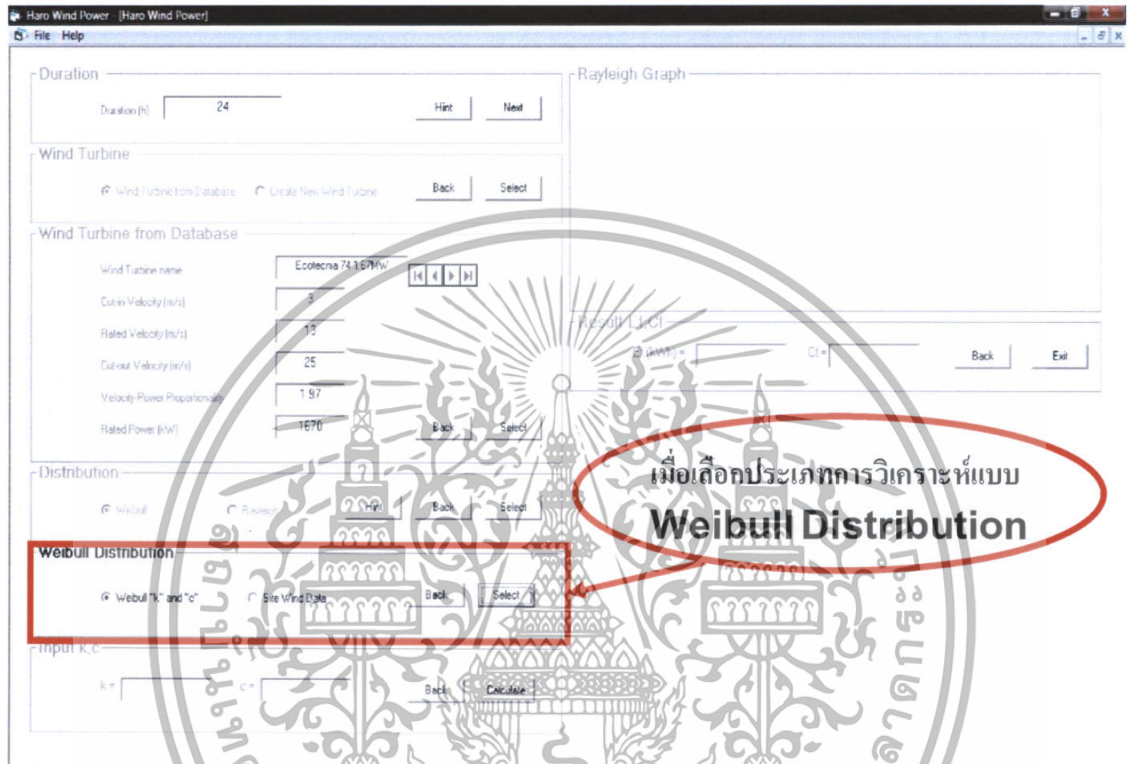 Haro Wind Power - [Haro Wind Power]
File Help
Duration
Duration (h) 24 Hint Next
Wind Turbine
Wind Turbine from Database Create New Wind Turbine Back Select
Wind Turbine from Database
Wind Turbine name Ecotecnia 74 1.67MW
Cut-in Velocity (m/s) 3
Rated Velocity (m/s) 13
Cut-out Velocity (m/s) 25
Velocity-Power Proportionality 1.97
Rated Power (kW) 1670 Back Select
Distribution
Weibull Rayleigh Hint Back Select
Weibull Distribution
Weibull "k" and "c" Site Wind Data Back Select
Input k,c
k = c = Back Calculate
Rayleigh Graph
Result
(kWh) = Cf = Back Exit
เมื่อเลือกประเภทการวิเคราะห์แบบ
Weibull Distribution